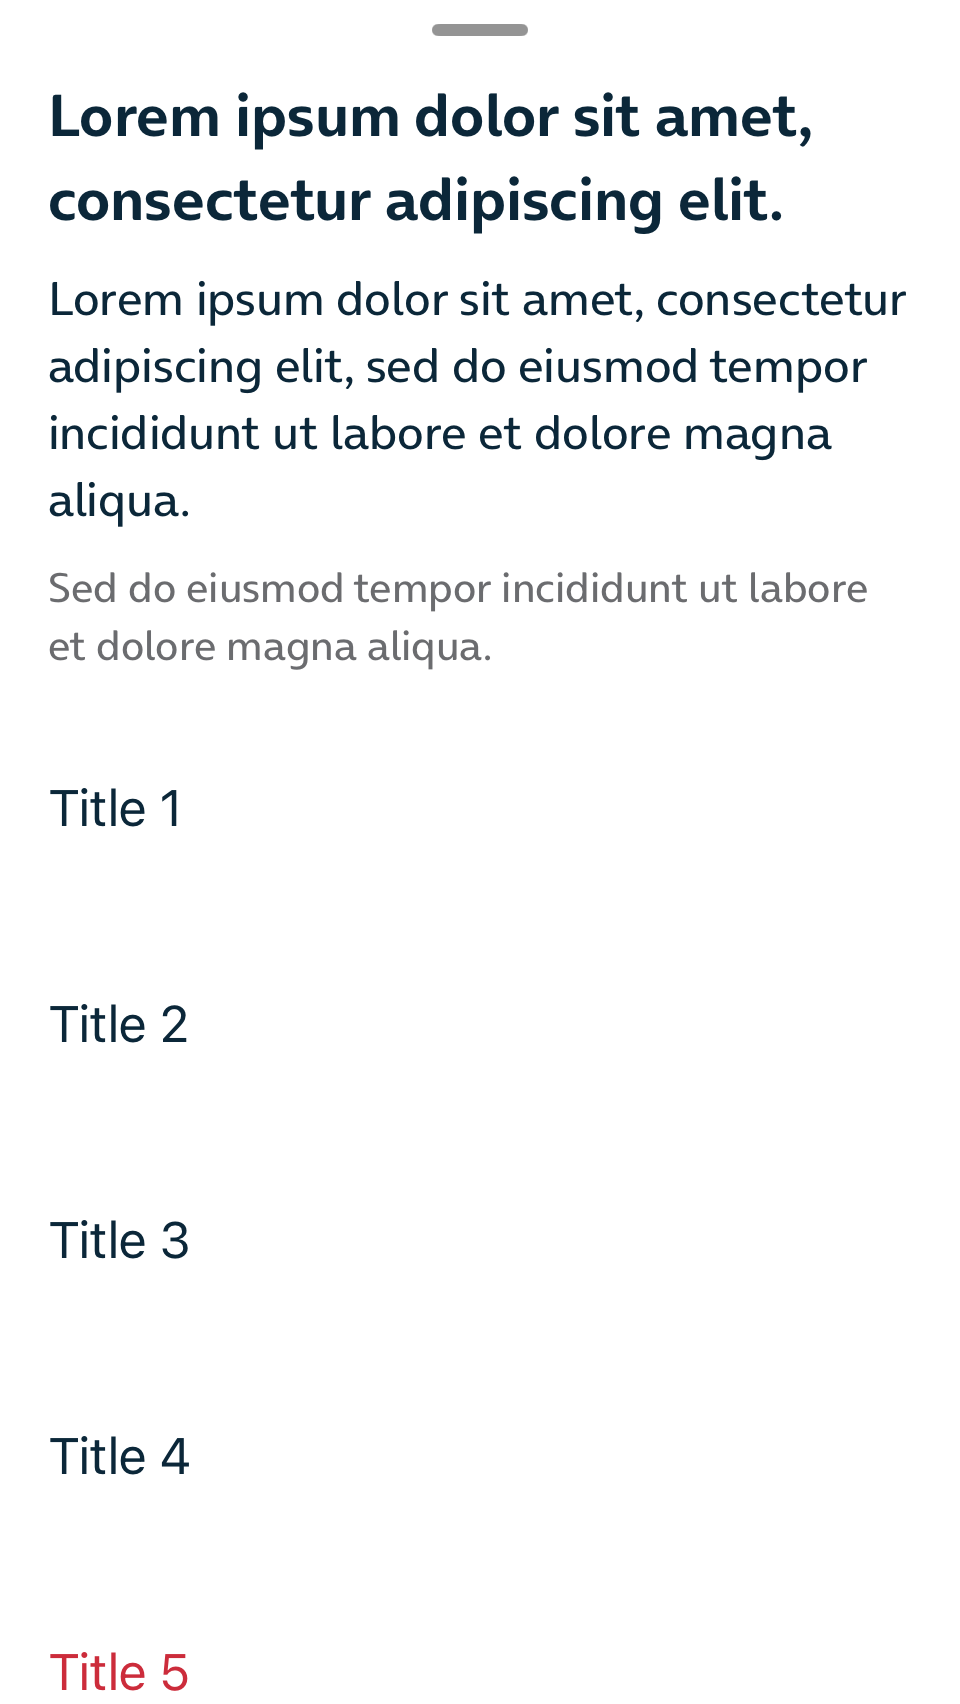 Lorem ipsum dolor sit amet,
consectetur adipiscing elit.
Lorem ipsum dolor sit amet, consectetur
adipiscing elit, sed do eiusmod tempor
incididunt ut labore et dolore magna
aliqua.
Sed do eiusmod tempor incididunt ut labore
et dolore magna aliqua.
Title 1
Title 2
Title 3
Title 4
Title 5